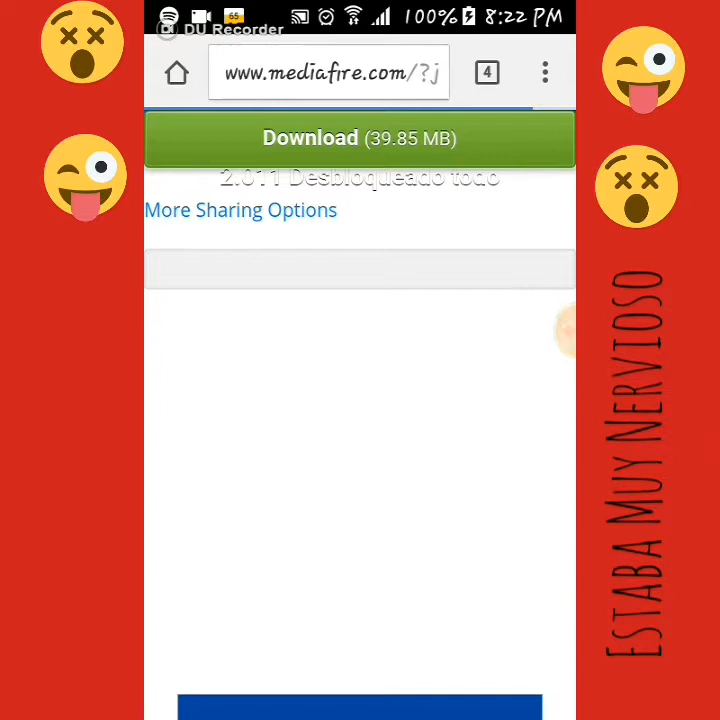 65
100% 8:22 PM
DU Recorder
www.mediafire.com/?j
4
Download (39.85 MB)
2.011 Desbloqueado todo
More Sharing Options
ESTABA MUY NERVIOSO